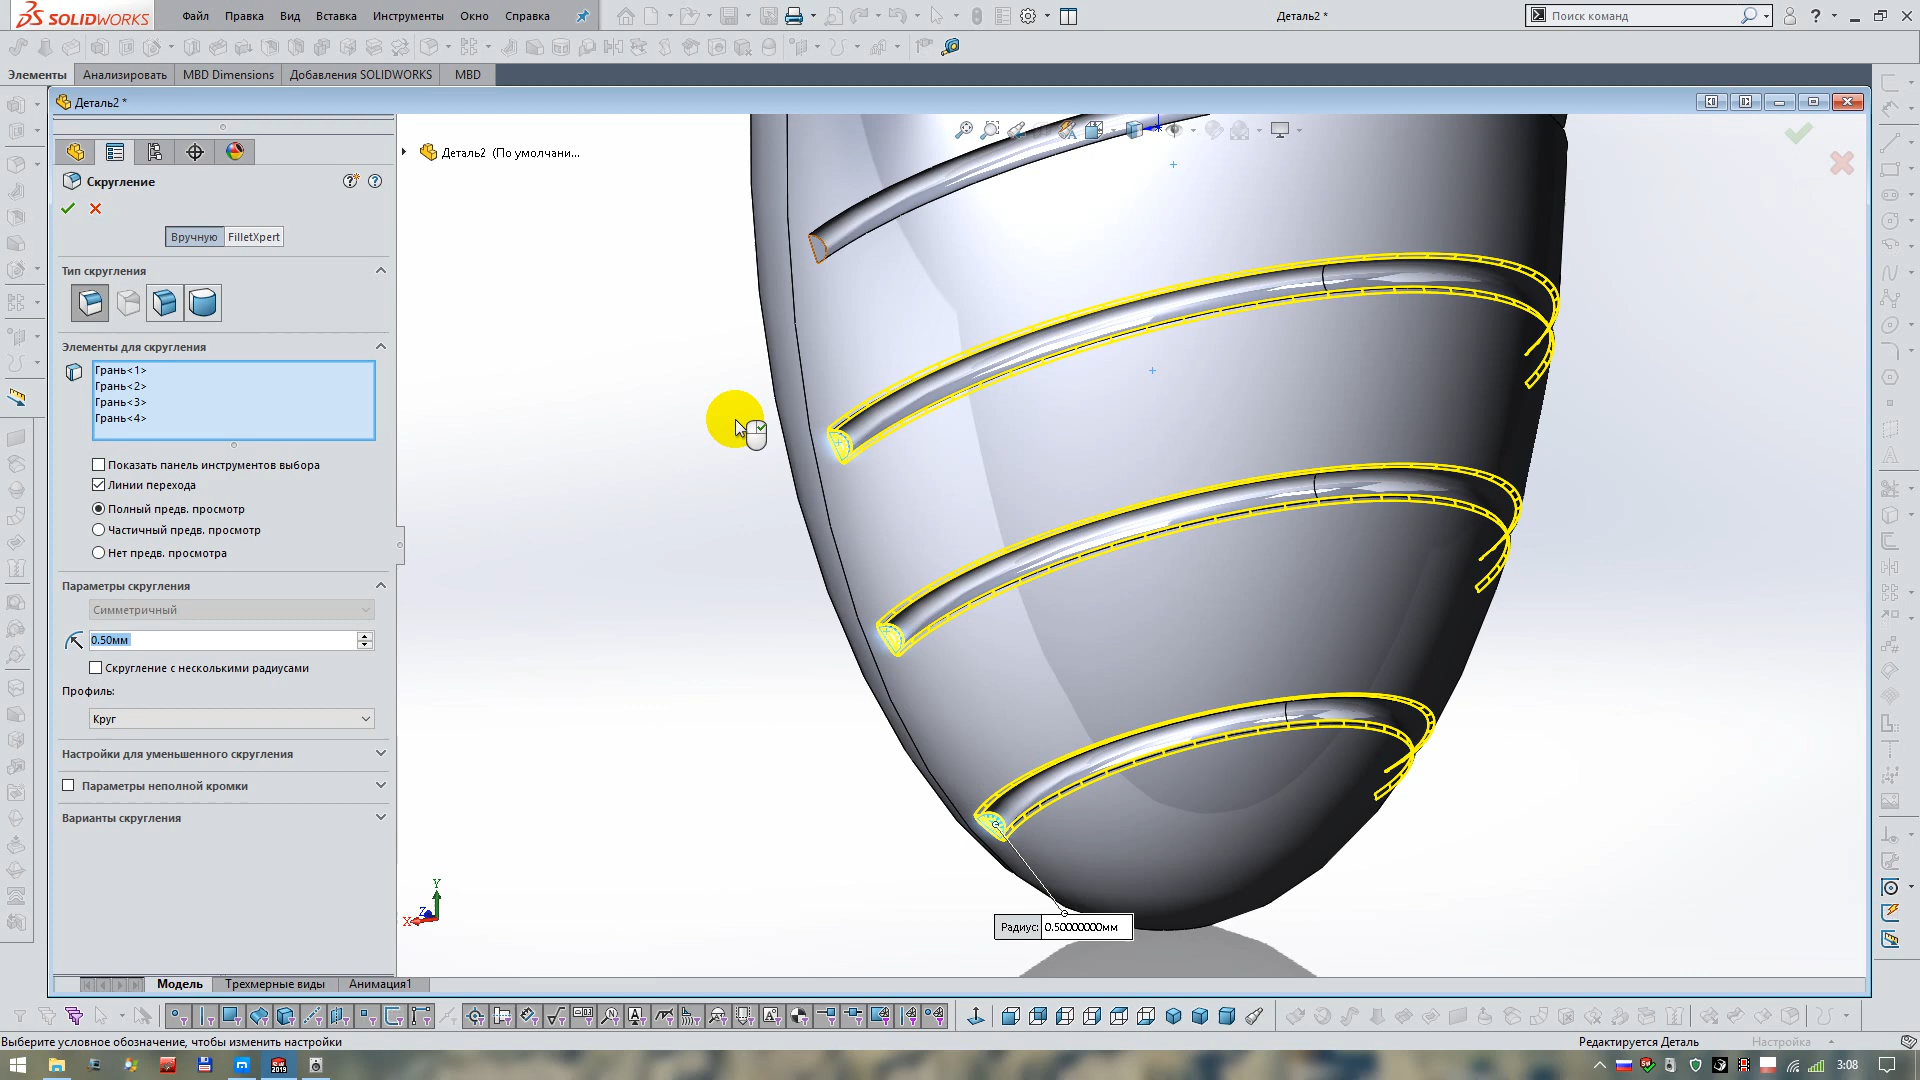 SOLIDWORKS
Файл Правка Вид Вставка Инструменты Окно Справка
Деталь2 *
Поиск команд
Элементы Анализировать MBD Dimensions Добавления SOLIDWORKS MBD
Деталь2 *
Деталь2 (По умолчани...
Скругление
Вручную FilletXpert
Тип скругления
Элементы для скругления
Грань<1>
Грань<2>
Грань<3>
Грань<4>
Показать панель инструментов выбора
Линии перехода
Полный предв. просмотр
Частичный предв. просмотр
Нет предв. просмотра
Параметры скругления
Симметричный
0.50мм
Скругление с несколькими радиусами
Профиль:
Круг
Настройки для уменьшенного скругления
Параметры неполной кромки
Варианты скругления
Y
Z
X
Радиус: 0.50000000мм
Модель Трехмерные виды Анимация1
Выберите условное обозначение, чтобы изменить настройки
Редактируется Деталь
Настройка
3:08